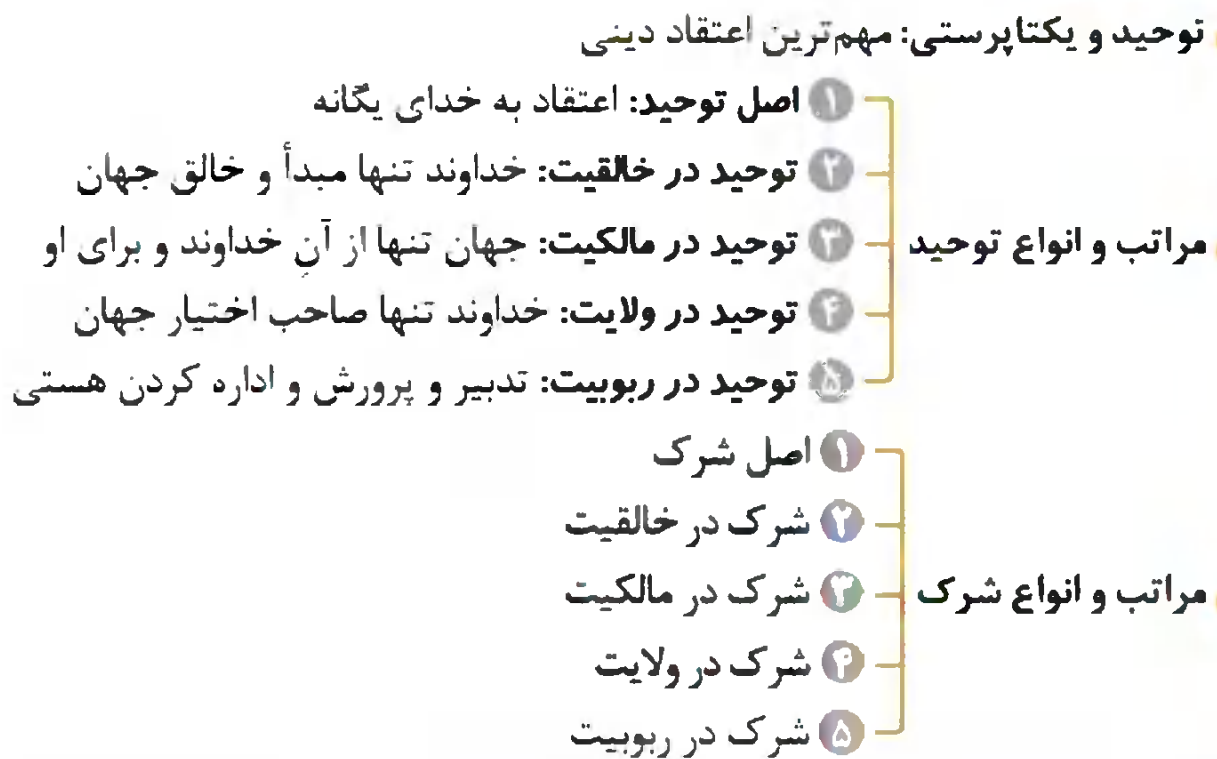 توحید و یکتاپرستی: مهم‌ترین اعتقاد دینی
مراتب و انواع توحید
۱ اصل توحید: اعتقاد به خدای یگانه
۲ توحید در خالقیت: خداوند تنها مبدأ و خالق جهان
۳ توحید در مالکیت: جهان تنها از آنِ خداوند و برای او
۴ توحید در ولایت: خداوند تنها صاحب اختیار جهان
۵ توحید در ربوبیت: تدبیر و پرورش و اداره کردن هستی
مراتب و انواع شرک
۱ اصل شرک
۲ شرک در خالقیت
۳ شرک در مالکیت
۴ شرک در ولایت
۵ شرک در ربوبیت